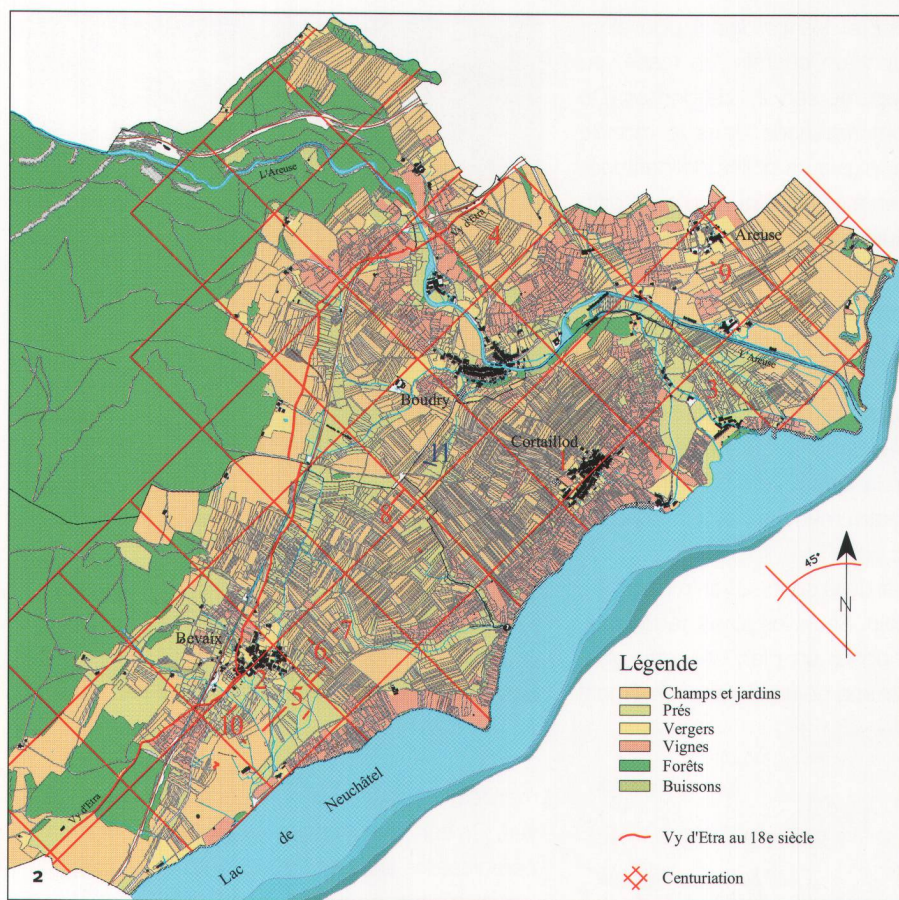 L'Areuse
Vy d'Etra
4
Areuse
9
L'Areuse
3
Boudry
Cortaillod
11
8
45°
N
Bevaix
7
6
2
5
10
1
Vy d'Etra
Lac de Neuchâtel
2
Légende
Champs et jardins
Prés
Vergers
Vignes
Forêts
Buissons
Vy d'Etra au 18e siècle
Centuriation